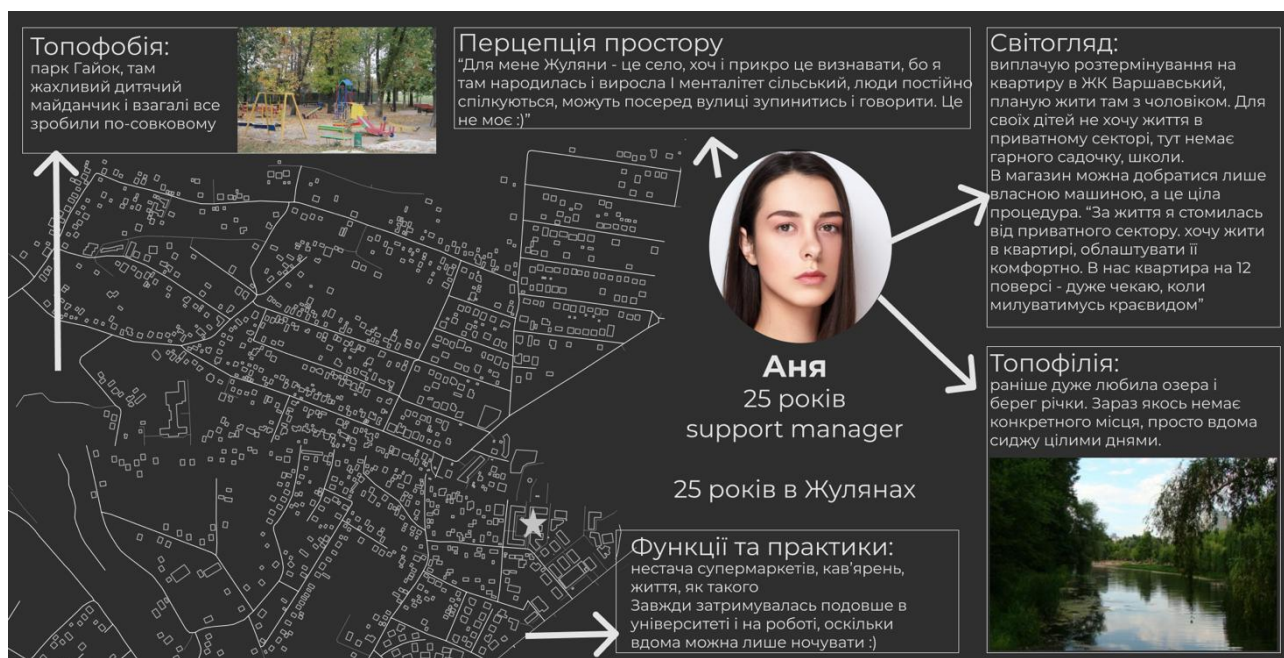 Топофобія:
парк Гайок, там
жахливий дитячий
майданчик і взагалі все
зробили по-совковому
Перцепція простору
“Для мене Жуляни - це село, хоч і прикро це визнавати, бо я
там народилась і виросла І менталітет сільський, люди постійно
спілкуються, можуть посеред вулиці зупинитись і говорити. Це
не моє :)”
Світогляд:
виплачую розтермінування на
квартиру в ЖК Варшавський,
планую жити там з чоловіком. Для
своїх дітей не хочу життя в
приватному секторі, тут немає
гарного садочку, школи.
В магазин можна добратися лише
власною машиною, а це ціла
процедура. “За життя я стомилась
від приватного сектору. хочу жити
в квартирі, облаштувати її
комфортно. В нас квартира на 12
поверсі - дуже чекаю, коли
милуватимусь краєвидом”
Аня
25 років
support manager
25 років в Жулянах
Топофілія:
раніше дуже любила озера і
берег річки. Зараз якось немає
конкретного місця, просто вдома
сиджу цілими днями.
Функції та практики:
нестача супермаркетів, кав’ярень,
життя, як такого
Завжди затримувалась подовше в
університеті і на роботі, оскільки
вдома можна лише ночувати :)